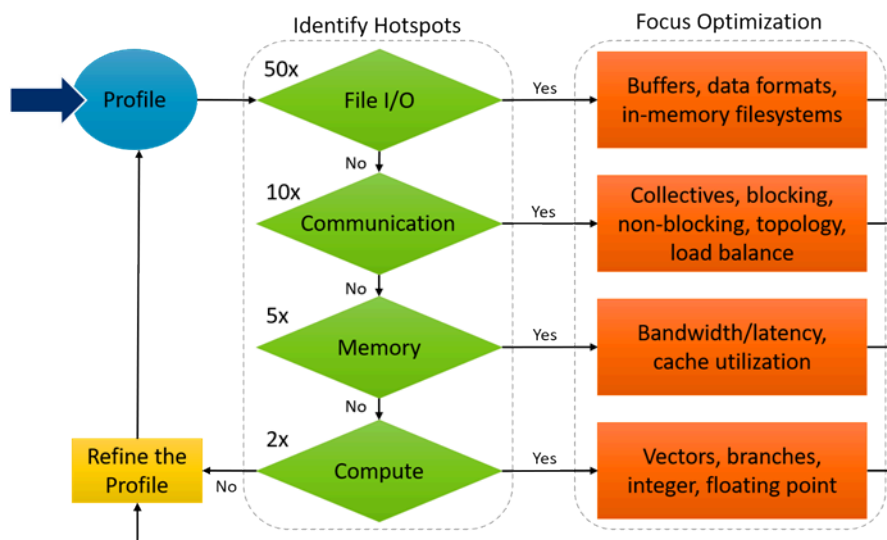 Identify Hotspots
Focus Optimization
Profile
50x
File I/O
Yes
Buffers, data formats,
in-memory filesystems
No
10x
Communication
Yes
Collectives, blocking,
non-blocking, topology,
load balance
No
5x
Memory
Yes
Bandwidth/latency,
cache utilization
No
2x
Compute
Yes
Vectors, branches,
integer, floating point
No
Refine the
Profile